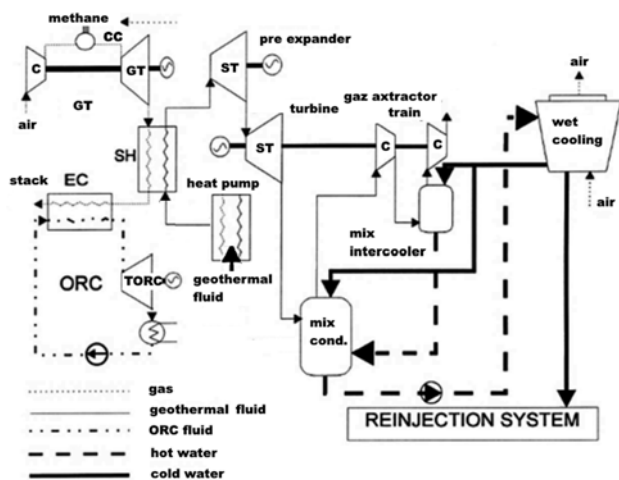 methane
CC
C
GT
GT
air
pre expander
ST
turbine
ST
gaz axtractor
train
C
C
air
wet
cooling
air
SH
stack
EC
heat pump
geothermal
fluid
mix
intercooler
ORC
TORC
mix
cond.
gas
geothermal fluid
ORC fluid
hot water
cold water
REINJECTION SYSTEM